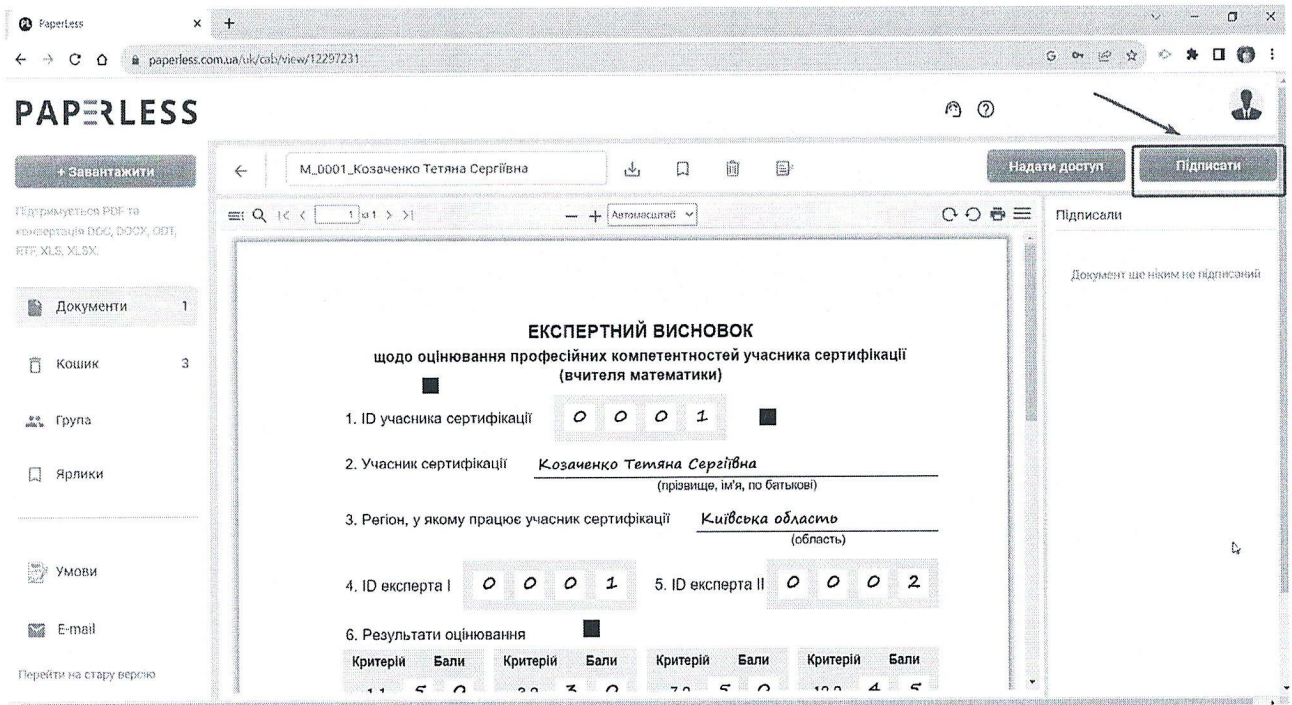 PaperLess
paperless.com.ua/uk/cab/view/12297231
PAPERLESS
+ Завантажити
Підтримується PDF та
конвертація DOC, DOCX, ODT,
RTF, XLS, XLSX.
Документи 1
Кошик 3
Група
Ярлики
Умови
E-mail
Перейти на стару версію
M_0001_Козаченко Тетяна Сергіївна
Надати доступ
Підписати
1 из 1
Автомасштаб
Підписали
Документ ще ніким не підписаний
ЕКСПЕРТНИЙ ВИСНОВОК
щодо оцінювання професійних компетентностей учасника сертифікації
(вчителя математики)
1. ID учасника сертифікації 0 0 0 1
2. Учасник сертифікації Козаченко Тетяна Сергіївна
(прізвище, ім'я, по батькові)
3. Регіон, у якому працює учасник сертифікації Київська область
(область)
4. ID експерта I 0 0 0 1 5. ID експерта II 0 0 0 2
6. Результати оцінювання
Критерій Бали Критерій Бали Критерій Бали Критерій Бали